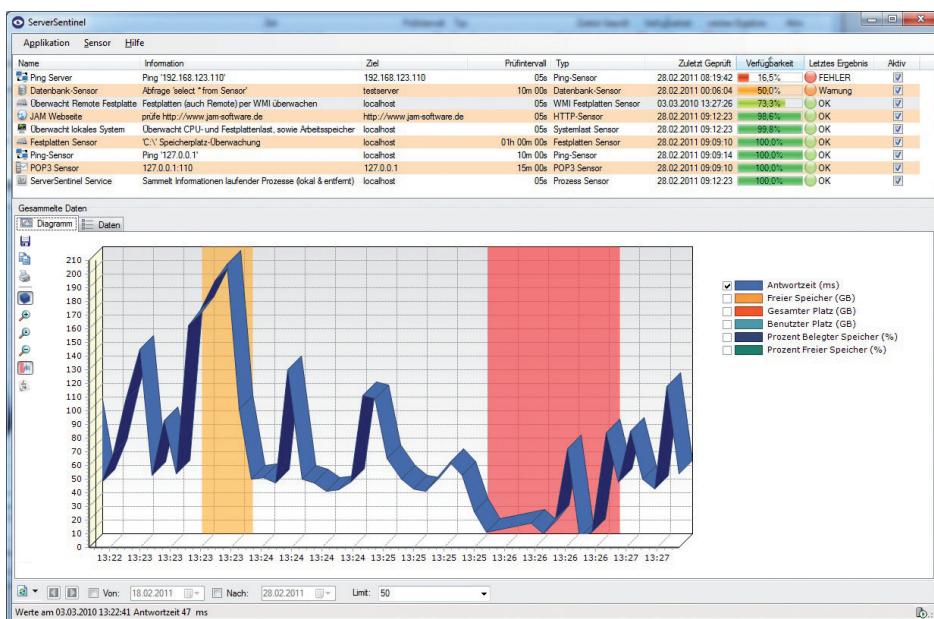 ServerSentinel
Applikation Sensor Hilfe
Name Information Ziel Prüfintervall Typ Zuletzt Geprüft Verfügbarkeit Letztes Ergebnis Aktiv
Ping Server Ping '192.168.123.110' 192.168.123.110 05s Ping-Sensor 28.02.2011 08:19:42 16,5% FEHLER
Datenbank-Sensor Abfrage 'select * from Sensor' testserver 10m 00s Datenbank-Sensor 28.02.2011 00:06:04 50,0% Warnung
Überwacht Remote Festplatte Festplatten (auch Remote) per WMI überwachen localhost 05s WMI Festplatten Sensor 03.03.2010 13:27:26 73,3% OK
JAM Webseite prüfe http://www.jam-software.de http://www.jam-software.de 05s HTTP-Sensor 28.02.2011 09:12:23 98,6% OK
Überwacht lokales System Überwacht CPU- und Festplattenlast, sowie Arbeitsspeicher localhost 05s Systemlast Sensor 28.02.2011 09:12:23 99,8% OK
Festplatten Sensor 'C:\' Speicherplatz-Überwachung localhost 01h 00m 00s Festplatten Sensor 28.02.2011 09:09:10 100,0% OK
Ping-Sensor Ping '127.0.0.1' localhost 10m 00s Ping-Sensor 28.02.2011 09:09:14 100,0% OK
POP3 Sensor 127.0.0.1:110 127.0.0.1 15m 00s POP3 Sensor 28.02.2011 09:09:10 100,0% OK
ServerSentinel Service Sammelt Informationen laufender Prozesse (lokal & entfernt) localhost 05s Prozess Sensor 28.02.2011 09:12:23 100,0% OK
Gesammelte Daten
Diagramm Daten
210
200
190
180
170
160
150
140
130
120
110
100
90
80
70
60
50
40
30
20
10
0
13:22 13:23 13:23 13:23 13:23 13:23 13:24 13:24 13:24 13:24 13:25 13:25 13:25 13:25 13:26 13:26 13:26 13:27 13:27
Antwortzeit (ms)
Freier Speicher (GB)
Gesamter Platz (GB)
Benutzter Platz (GB)
Prozent Belegter Speicher (%)
Prozent Freier Speicher (%)
Von: 18.02.2011 Nach: 28.02.2011 Limit: 50
Werte am 03.03.2010 13:22:41 Antwortzeit 47 ms